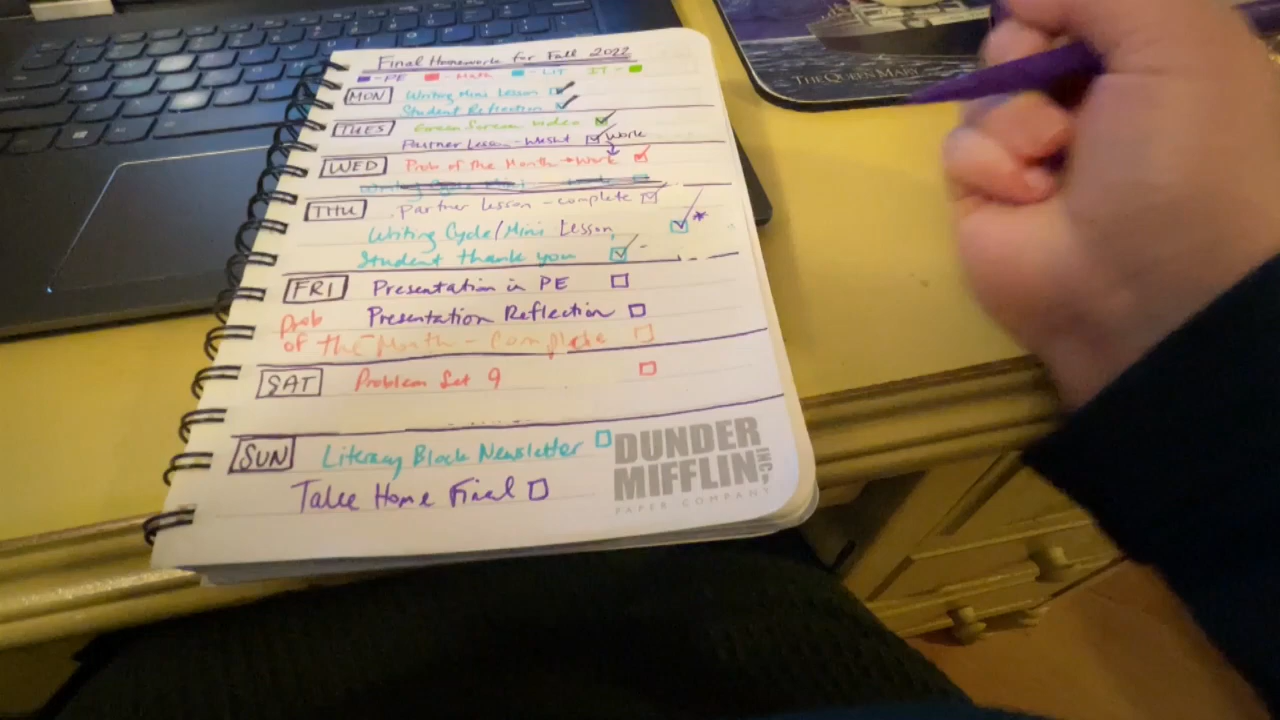 Final Homework for Fall 2022
- PE - Math - LIT IT -
MON Writing Mini Lesson
Student Reflection
TUES Green Screen Video
Partner Lesson - Work
WED Prob of the Month → Work
THU Partner Lesson - complete
Writing Cycle/Mini Lesson *
Student thank you -
FRI Presentation in PE
Presentation Reflection
Prob
of the Month - Complete
SAT Problem Set 9
SUN Literacy Block Newsletter
Take Home Final
DUNDER
MIFFLIN, INC
PAPER COMPANY
THE QUEEN MARY